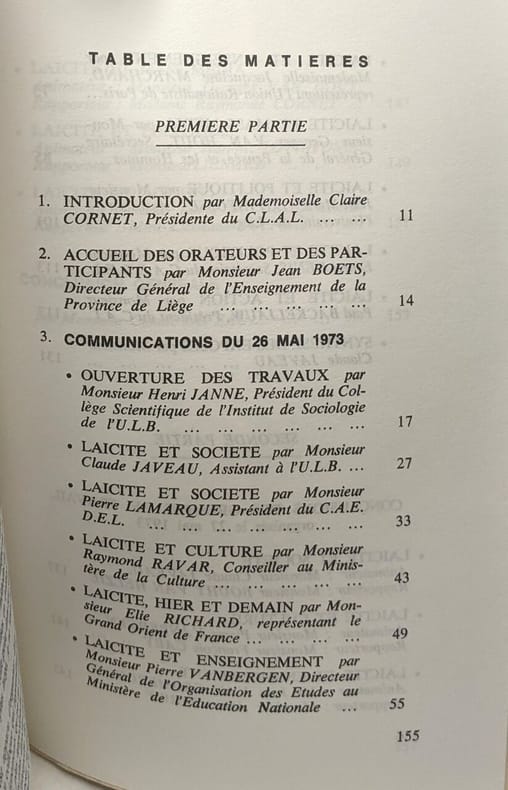 TABLE DES MATIERES
PREMIERE PARTIE
1. INTRODUCTION par Mademoiselle Claire
CORNET, Présidente du C.L.A.L. ... ... 11
2. ACCUEIL DES ORATEURS ET DES PAR-
TICIPANTS par Monsieur Jean BOETS,
Directeur Général de l'Enseignement de la
Province de Liège ... ... ... ... ... 14
3. COMMUNICATIONS DU 26 MAI 1973
• OUVERTURE DES TRAVAUX par
Monsieur Henri JANNE, Président du Col-
lège Scientifique de l'Institut de Sociologie
de l'U.L.B. ... ... ... ... ... ... 17
• LAICITE ET SOCIETE par Monsieur
Claude JAVEAU, Assistant à l'U.L.B. ... 27
• LAICITE ET SOCIETE par Monsieur
Pierre LAMARQUE, Président du C.A.E.
D.E.L. ... ... ... ... ... ... ... 33
• LAICITE ET CULTURE par Monsieur
Raymond RAVAR, Conseiller au Minis-
tère de la Culture ... ... ... ... ... 43
• LAICITE, HIER ET DEMAIN par Mon-
sieur Elie RICHARD, représentant le
Grand Orient de France ... ... ... ... 49
• LAICITE ET ENSEIGNEMENT par
Monsieur Pierre VANBERGEN, Directeur
Général de l'Organisation des Etudes au
Ministère de l'Education Nationale ... 55
155